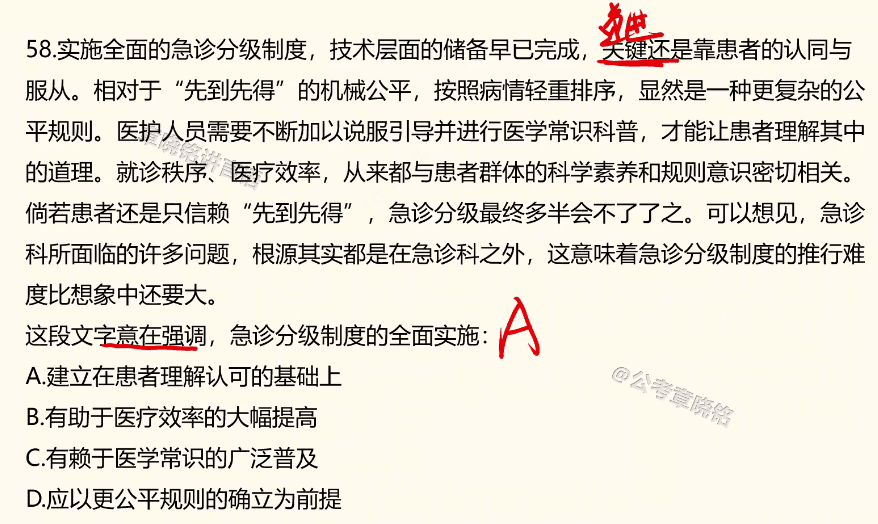 58.实施全面的急诊分级制度，技术层面的储备早已完成，关键还是靠患者的认同与
服从。相对于“先到先得”的机械公平，按照病情轻重排序，显然是一种更复杂的公
平规则。医护人员需要不断加以说服引导并进行医学常识科普，才能让患者理解其中
的道理。就诊秩序、医疗效率，从来都与患者群体的科学素养和规则意识密切相关。
倘若患者还是只信赖“先到先得”，急诊分级最终多半会不了了之。可以想见，急诊
科所面临的许多问题，根源其实都是在急诊科之外，这意味着急诊分级制度的推行难
度比想象中还要大。
这段文字意在强调，急诊分级制度的全面实施：
A
A.建立在患者理解认可的基础上
@公考章晓铭
B.有助于医疗效率的大幅提高
C.有赖于医学常识的广泛普及
D.应以更公平规则的确立为前提